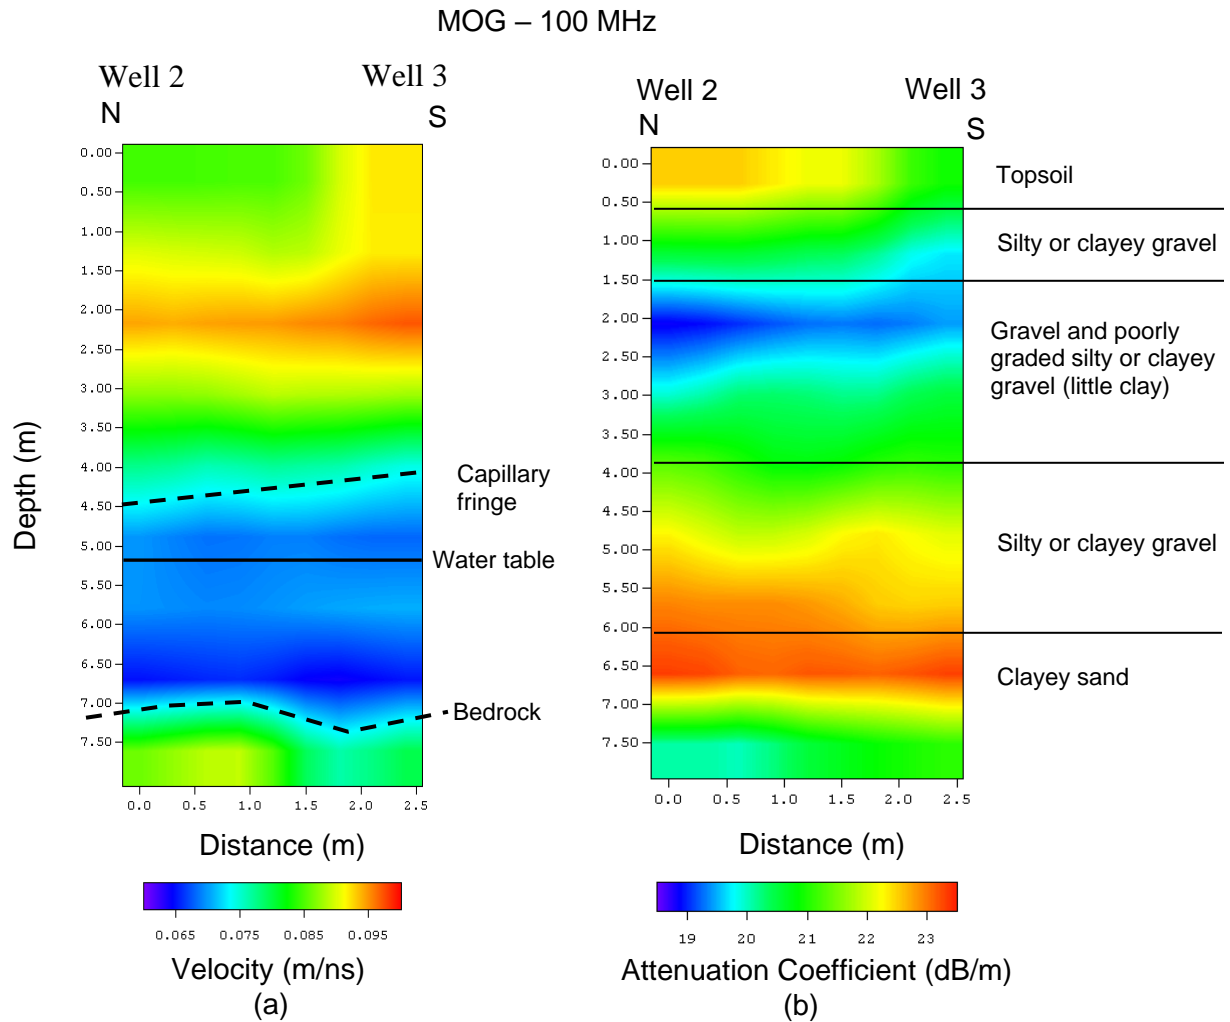 MOG – 100 MHz
Well 2
Well 3
N
S
0.00
0.50
1.00
1.50
2.00
2.50
3.00
3.50
4.00
4.50
5.00
5.50
6.00
6.50
7.00
7.50
Depth (m)
Capillary
fringe
Water table
Bedrock
0.0 0.5 1.0 1.5 2.0 2.5
Distance (m)
0.065 0.075 0.085 0.095
Velocity (m/ns)
(a)
Well 2
Well 3
N
S
0.00
0.50
1.00
1.50
2.00
2.50
3.00
3.50
4.00
4.50
5.00
5.50
6.00
6.50
7.00
7.50
Topsoil
Silty or clayey gravel
Gravel and poorly
graded silty or clayey
gravel (little clay)
Silty or clayey gravel
Clayey sand
0.0 0.5 1.0 1.5 2.0 2.5
Distance (m)
19 20 21 22 23
Attenuation Coefficient (dB/m)
(b)